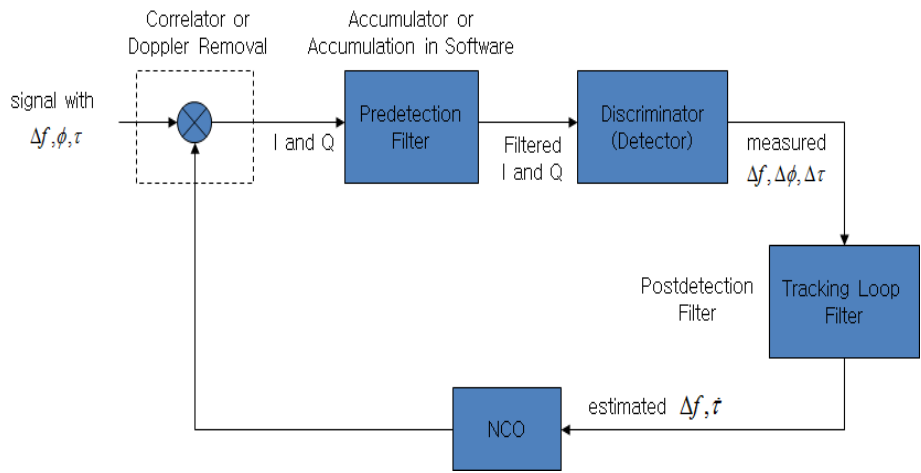 Correlator or
Doppler Removal
Accumulator or
Accumulation in Software
signal with
Δf,ϕ,τ
I and Q
Predetection
Filter
Filtered
I and Q
Discriminator
(Detector)
measured
Δf,Δϕ,Δτ
Postdetection
Filter
Tracking Loop
Filter
estimated Δf,τ̇
NCO